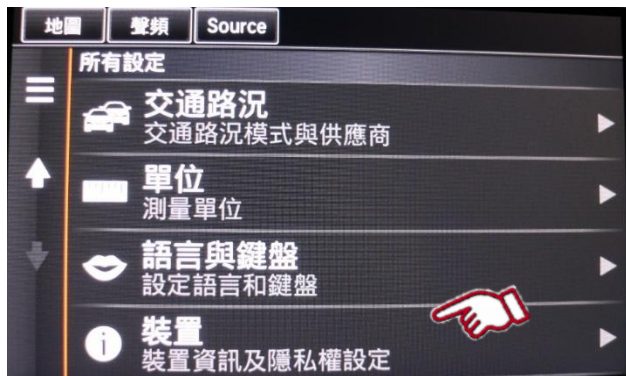 地圖
聲頻
Source
所有設定
交通路況
交通路況模式與供應商
單位
測量單位
語言與鍵盤
設定語言和鍵盤
裝置
裝置資訊及隱私權設定